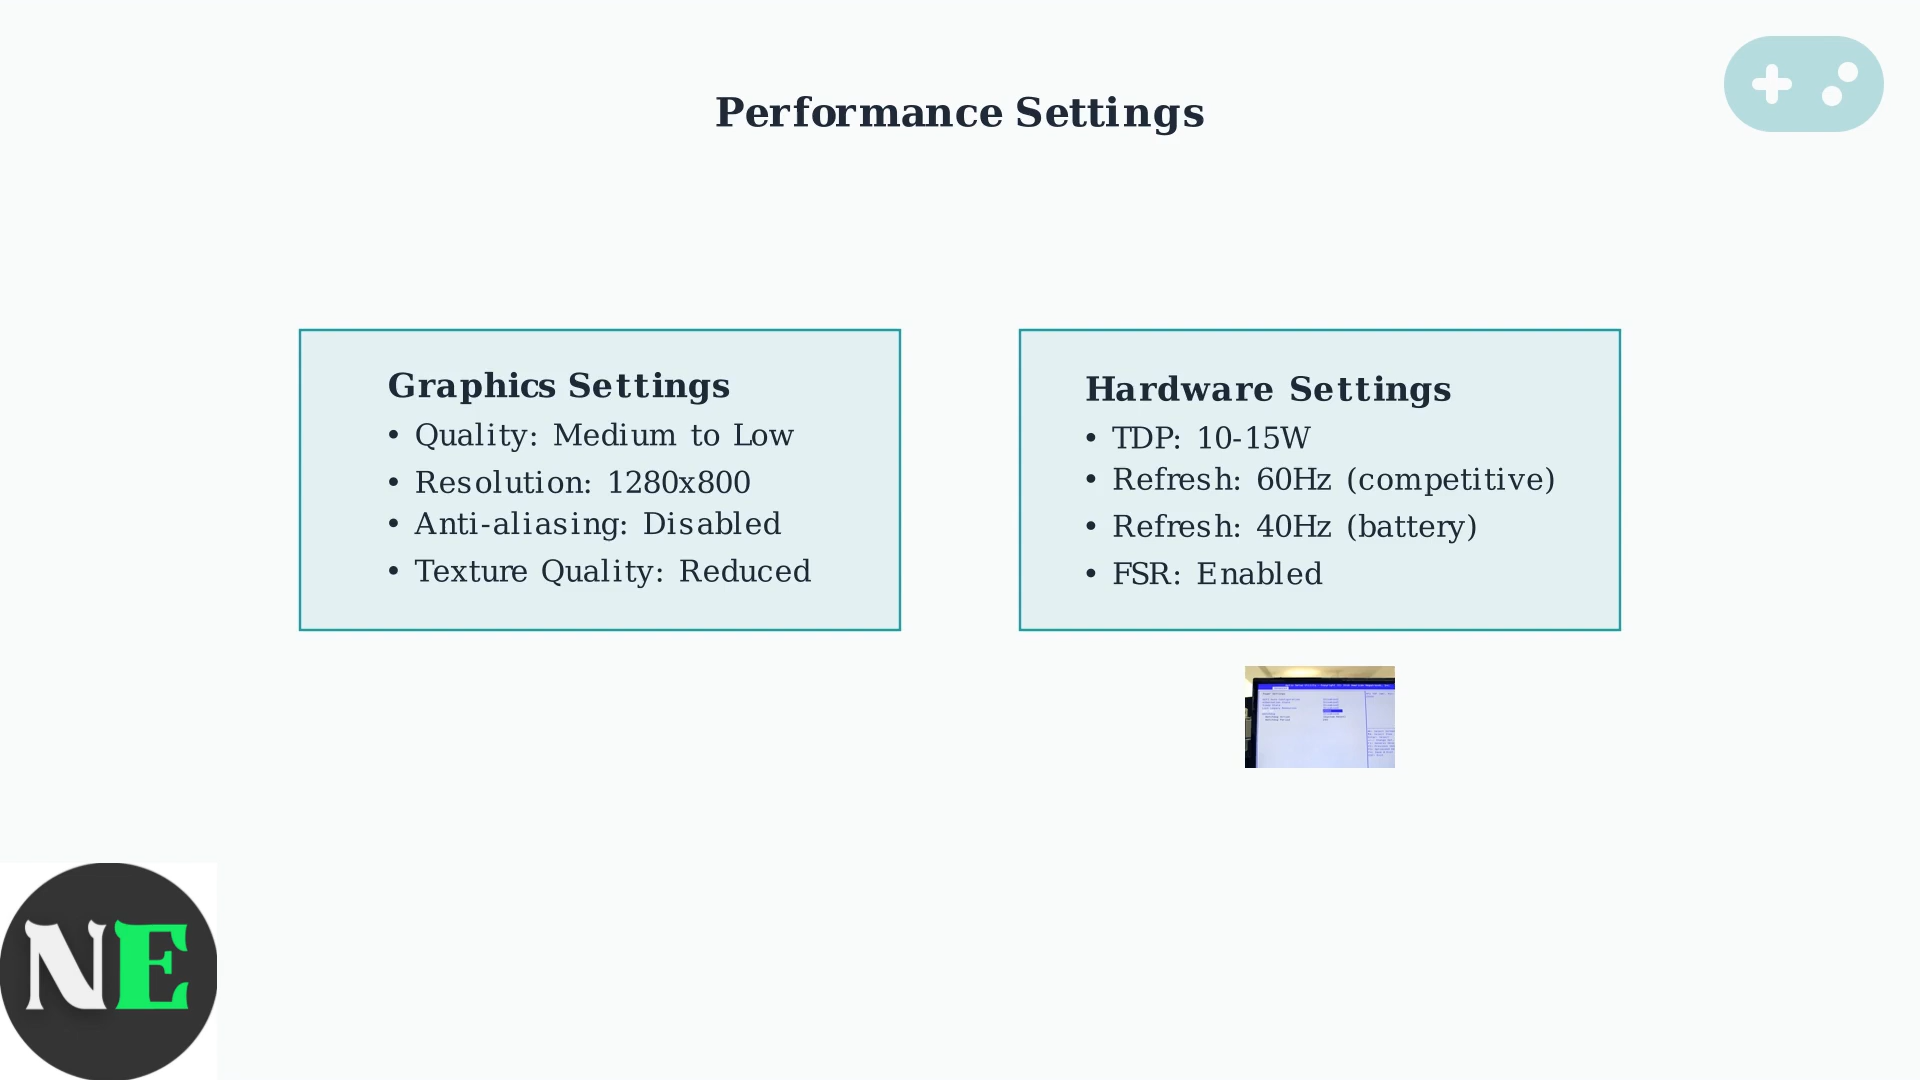 Performance Settings
Graphics Settings
• Quality: Medium to Low
• Resolution: 1280x800
• Anti-aliasing: Disabled
• Texture Quality: Reduced
Hardware Settings
• TDP: 10-15W
• Refresh: 60Hz (competitive)
• Refresh: 40Hz (battery)
• FSR: Enabled
NE